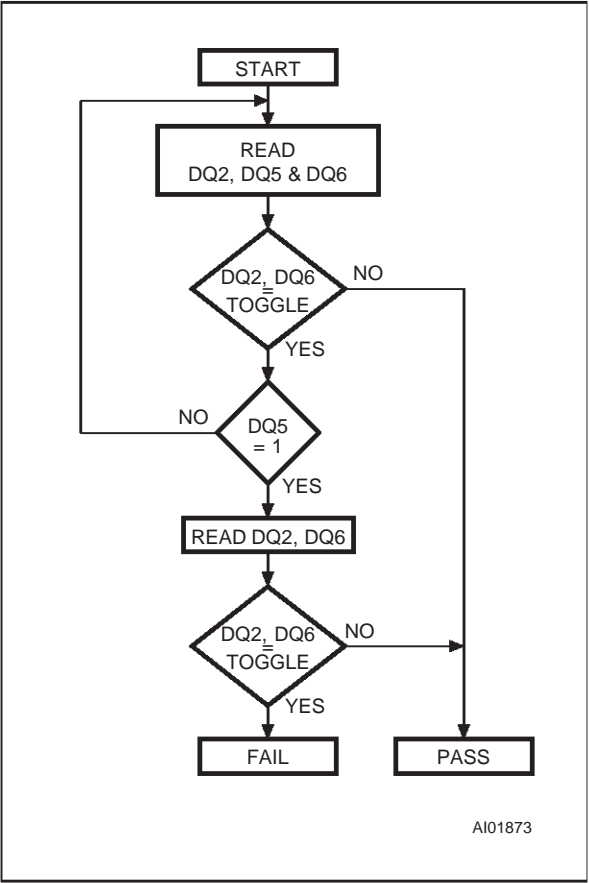 START
READ
DQ2, DQ5 & DQ6
DQ2, DQ6
=
TOGGLE
NO
YES
NO
DQ5
= 1
YES
READ DQ2, DQ6
DQ2, DQ6
=
TOGGLE
NO
YES
FAIL
PASS
AI01873